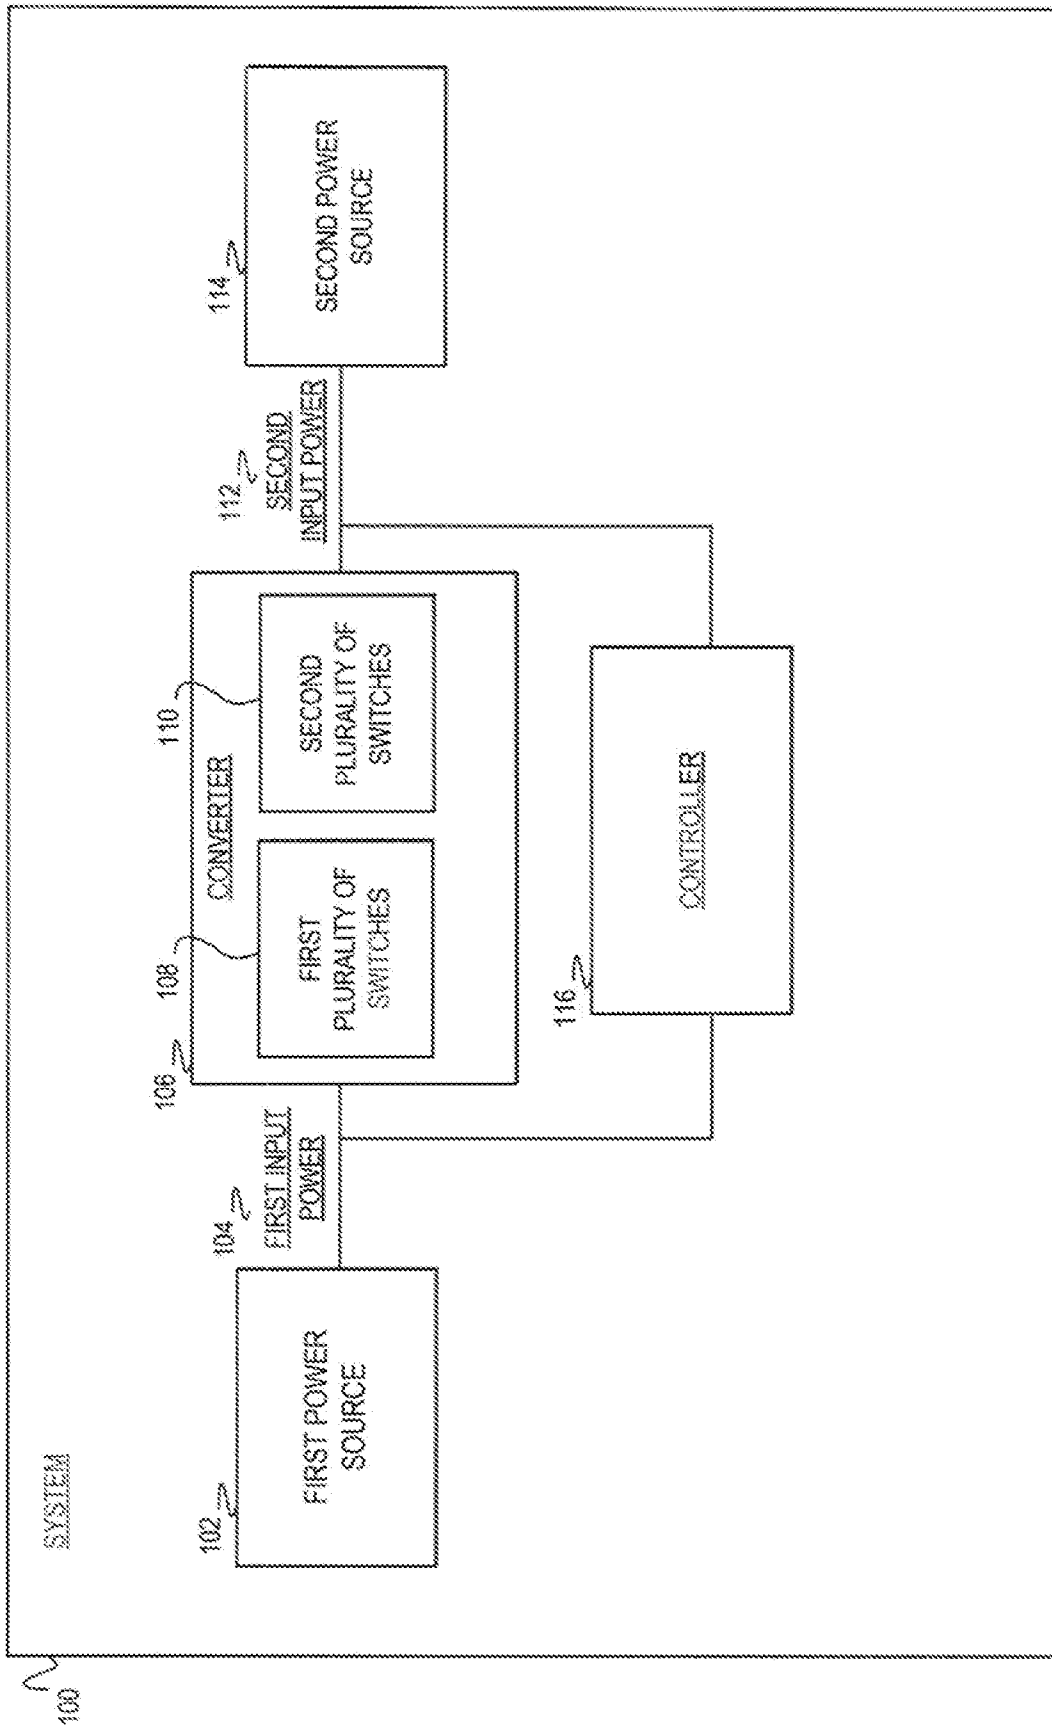 100
SYSTEM
102
FIRST POWER
SOURCE
104
FIRST INPUT
POWER
106
CONVERTER
108
FIRST
PLURALITY OF
SWITCHES
110
SECOND
PLURALITY OF
SWITCHES
112
SECOND
INPUT POWER
114
SECOND POWER
SOURCE
116
CONTROLLER